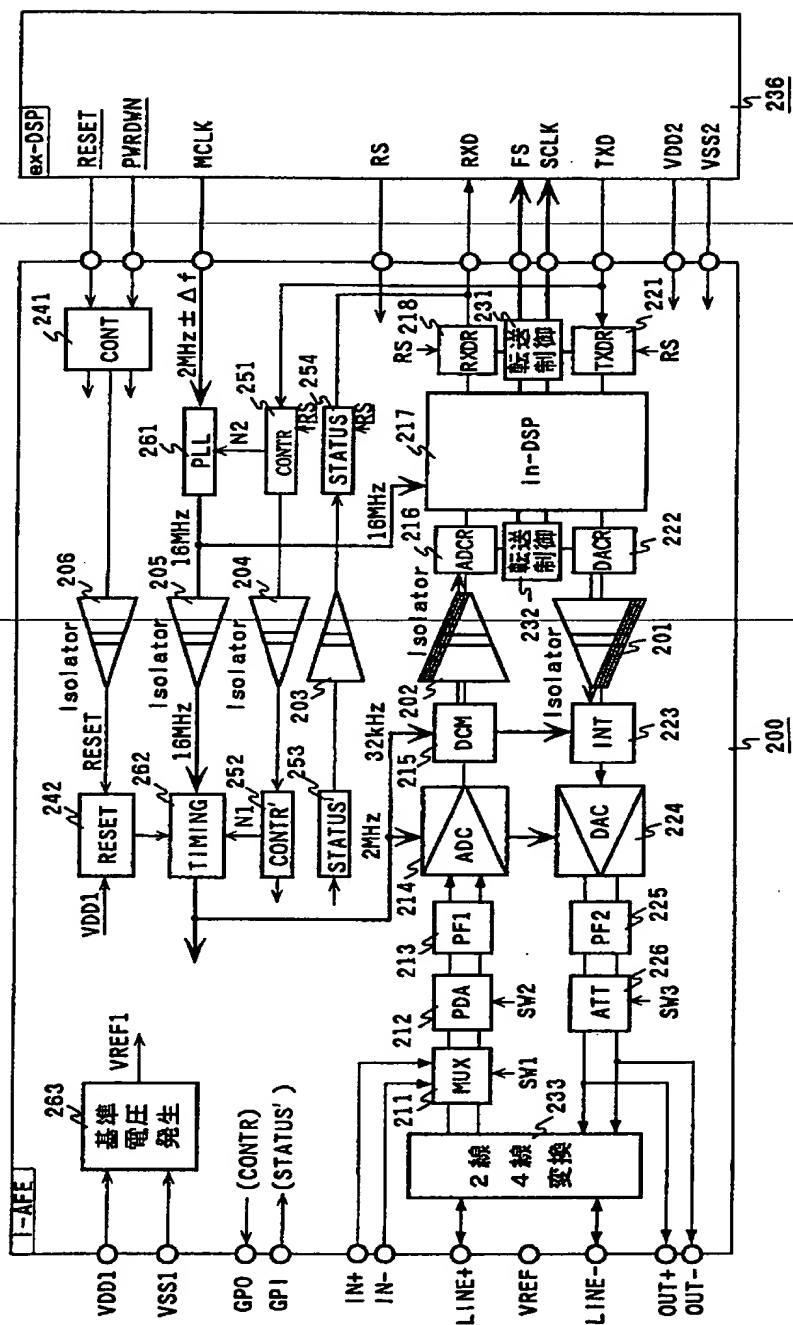 I-AFE
ex-DSP
236
200
VDD1
VSS1
GPO
GPI
IN+
IN-
LINE+
VREF
LINE-
OUT+
OUT-
263
基準
電圧
発生
VREF1
(CONTR)
(STATUS')
VDD1
242
RESET
RESET
Isolator
206
241
CONT
RESET
PWRDWN
262
TIMING
16MHz
Isolator
205
16MHz
261
PLL
2MHz±Δf
MCLK
N1
252
CONTR'
Isolator
204
N2
251
CONTR
RS
253
STATUS'
203
254
STATUS
RS
RS
2MHz
32kHz
16MHz
211
MUX
SW1
212
PDA
SW2
213
PF1
214
ADC
215
DCM
202
Isolator
216
ADCR
217
in-DSP
RS
218
RXDR
RXD
232
転送
制御
231
転送
制御
FS
SCLK
233
2線
4線
変換
226
ATT
SW3
225
PF2
224
DAC
223
INT
Isolator
201
222
DACR
221
TXDR
RS
TXD
VDD2
VSS2